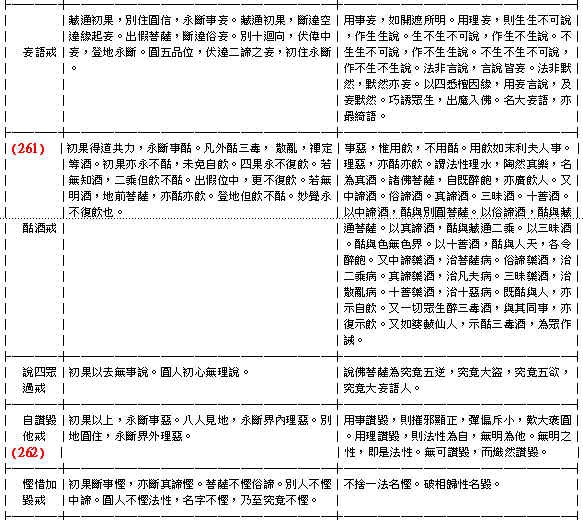 妄語戒
藏通初果，別住圓信，永斷事妄。藏通初果，斷違空
違緣起妄。出假菩薩，斷違俗妄。別十迴向，伏偉中
妄，登地永斷。圓五品位，伏違二諦之妄，初住永斷
。
用事妄，如開遮所明。用理妄，則生生不可說
，作生生說。生不生不可說，作生不生說。不
生生不可說，作不生生說。不生不生不可說，
作不生不生說。法非言說，言說皆妄。法非默
然，默然亦妄。以四悉檀因緣，用妄言說，及
妄默然。巧誘眾生，出魔入佛。名大妄語，亦
最綺語。
(261)
酤酒戒
初果得道共力，永斷事酤。凡外酤三毒， 散亂，禪定
等酒。初果亦永不酤，未免自飲。四果永不復飲。若
無知酒，二乘但飲不酤。出假位中，更不復飲。若無
明酒，地前菩薩，亦酤亦飲。登地但飲不酤。妙覺永
不復飲也。
事惡，惟用飲，不用酤。用飲如末利夫人事。
理惡，亦酤亦飲。謂法性理水，陶然真樂，名
為真酒。諸佛菩薩，自既醉飽，亦廣飲人。又
中諦酒。俗諦酒。真諦酒。三昧酒。十善酒。
以中諦酒，酤與別圓菩薩。以俗諦酒，酤與藏
通菩薩。以真諦酒，酤與藏通二乘。以三昧酒
。酤與色無色界。以十善酒，酤與人天，各令
醉飽。又中諦藥酒，治菩薩病。俗諦藥酒，治
二乘病。真諦藥酒，治凡夫病。三昧藥酒，治
散亂病。十善藥酒，治十惡病。既酤與人，亦
示自飲。又一切眾生醉三毒酒，與其同事，亦
復示飲。又如婆藪仙人，示酤三毒酒，為眾作
誡。
說四眾
過戒
初果以去無事說。圓人初心無理說。
說佛菩薩為究竟五逆，究竟大盜，究竟五欲，
究竟大妄語人。
自讚毀
他戒
(262)
初果以上，永斷事惡。八人見地，永斷界內理惡。別
地圓住，永斷界外理惡。
用事讚毀，則摧邪顯正，彈偏斥小，歎大褒圓
。用理讚毀，則法性為自，無明為他。無明之
性，即是法性。無可讚毀，而熾然讚毀。
慳惜加
毀戒
初果斷事慳，亦斷真諦慳。菩薩不慳俗諦。別人不慳
中諦。圓人不慳法性，名字不慳，乃至究竟不慳。
不捨一法名慳。破相歸性名毀。